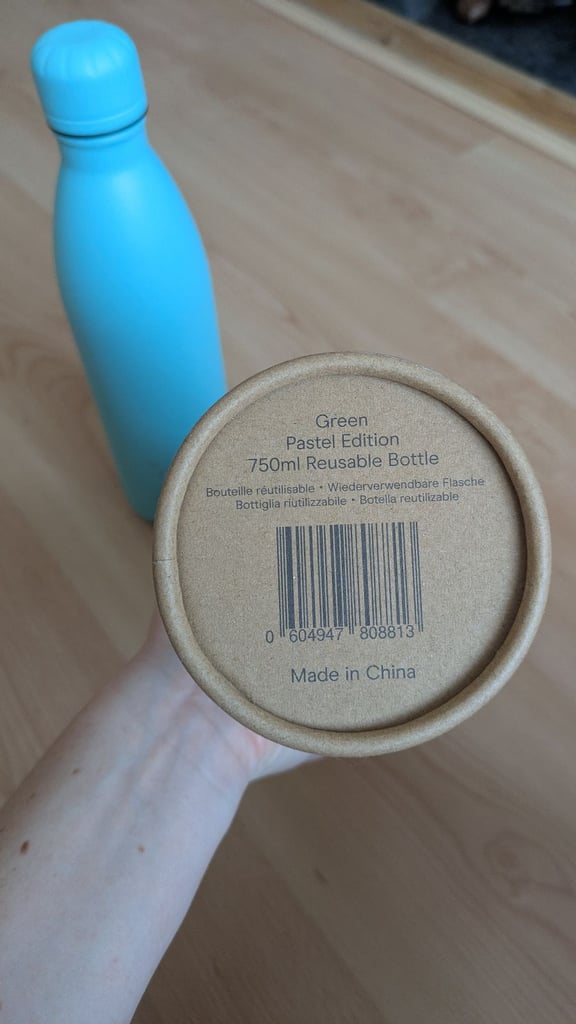 Green
Pastel Edition
750ml Reusable Bottle
Bouteille réutilisable • Wiederverwendbare Flasche
Bottiglia riutilizzabile • Botella reutilizable
0 604947 808813
Made in China